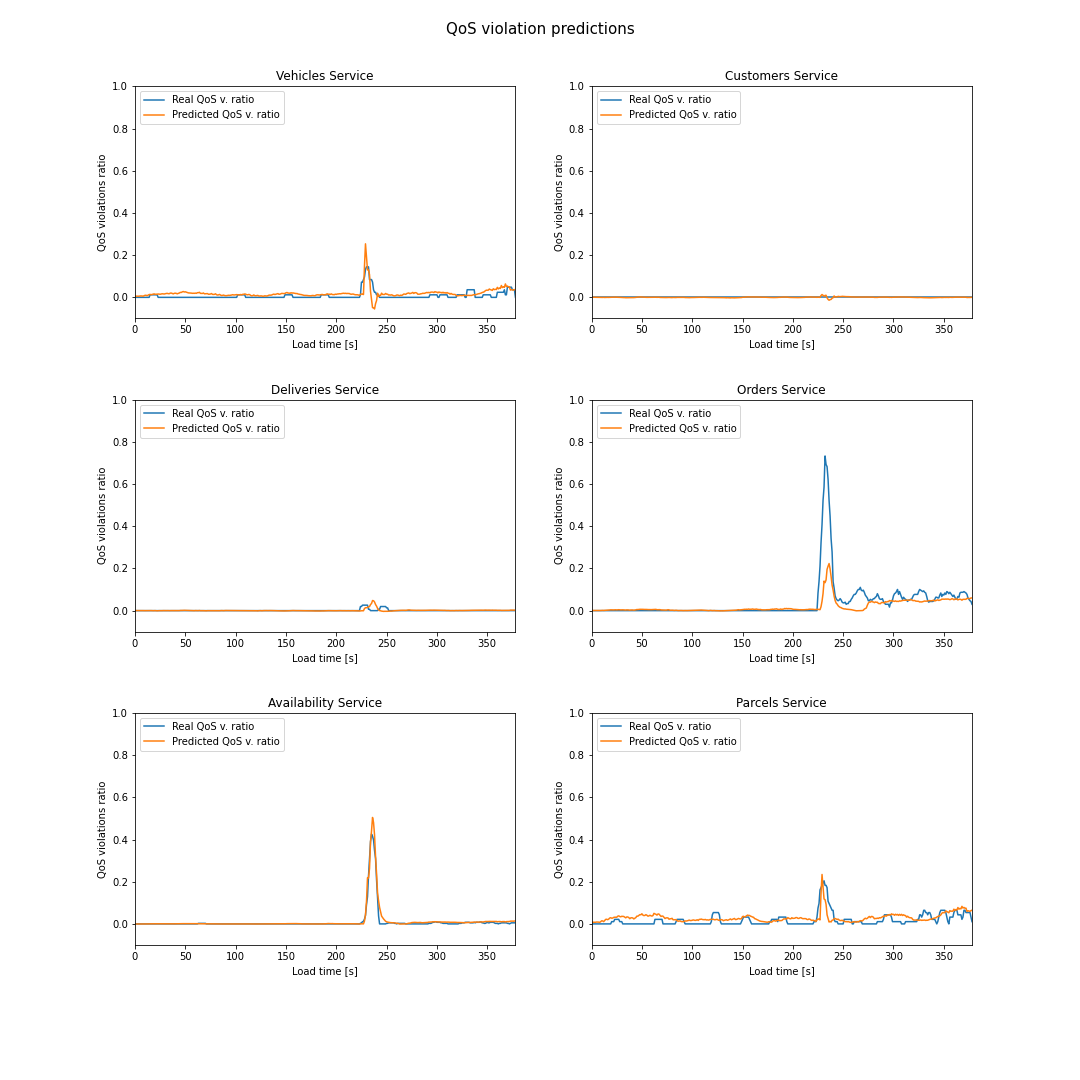 QoS violation predictions
Vehicles Service
1.0
0.8
0.6
0.4
0.2
0.0
QoS violations ratio
Real QoS v. ratio
Predicted QoS v. ratio
0 50 100 150 200 250 300 350
Load time [s]
Customers Service
1.0
0.8
0.6
0.4
0.2
0.0
QoS violations ratio
Real QoS v. ratio
Predicted QoS v. ratio
0 50 100 150 200 250 300 350
Load time [s]
Deliveries Service
1.0
0.8
0.6
0.4
0.2
0.0
QoS violations ratio
Real QoS v. ratio
Predicted QoS v. ratio
0 50 100 150 200 250 300 350
Load time [s]
Orders Service
1.0
0.8
0.6
0.4
0.2
0.0
QoS violations ratio
Real QoS v. ratio
Predicted QoS v. ratio
0 50 100 150 200 250 300 350
Load time [s]
Availability Service
1.0
0.8
0.6
0.4
0.2
0.0
QoS violations ratio
Real QoS v. ratio
Predicted QoS v. ratio
0 50 100 150 200 250 300 350
Load time [s]
Parcels Service
1.0
0.8
0.6
0.4
0.2
0.0
QoS violations ratio
Real QoS v. ratio
Predicted QoS v. ratio
0 50 100 150 200 250 300 350
Load time [s]